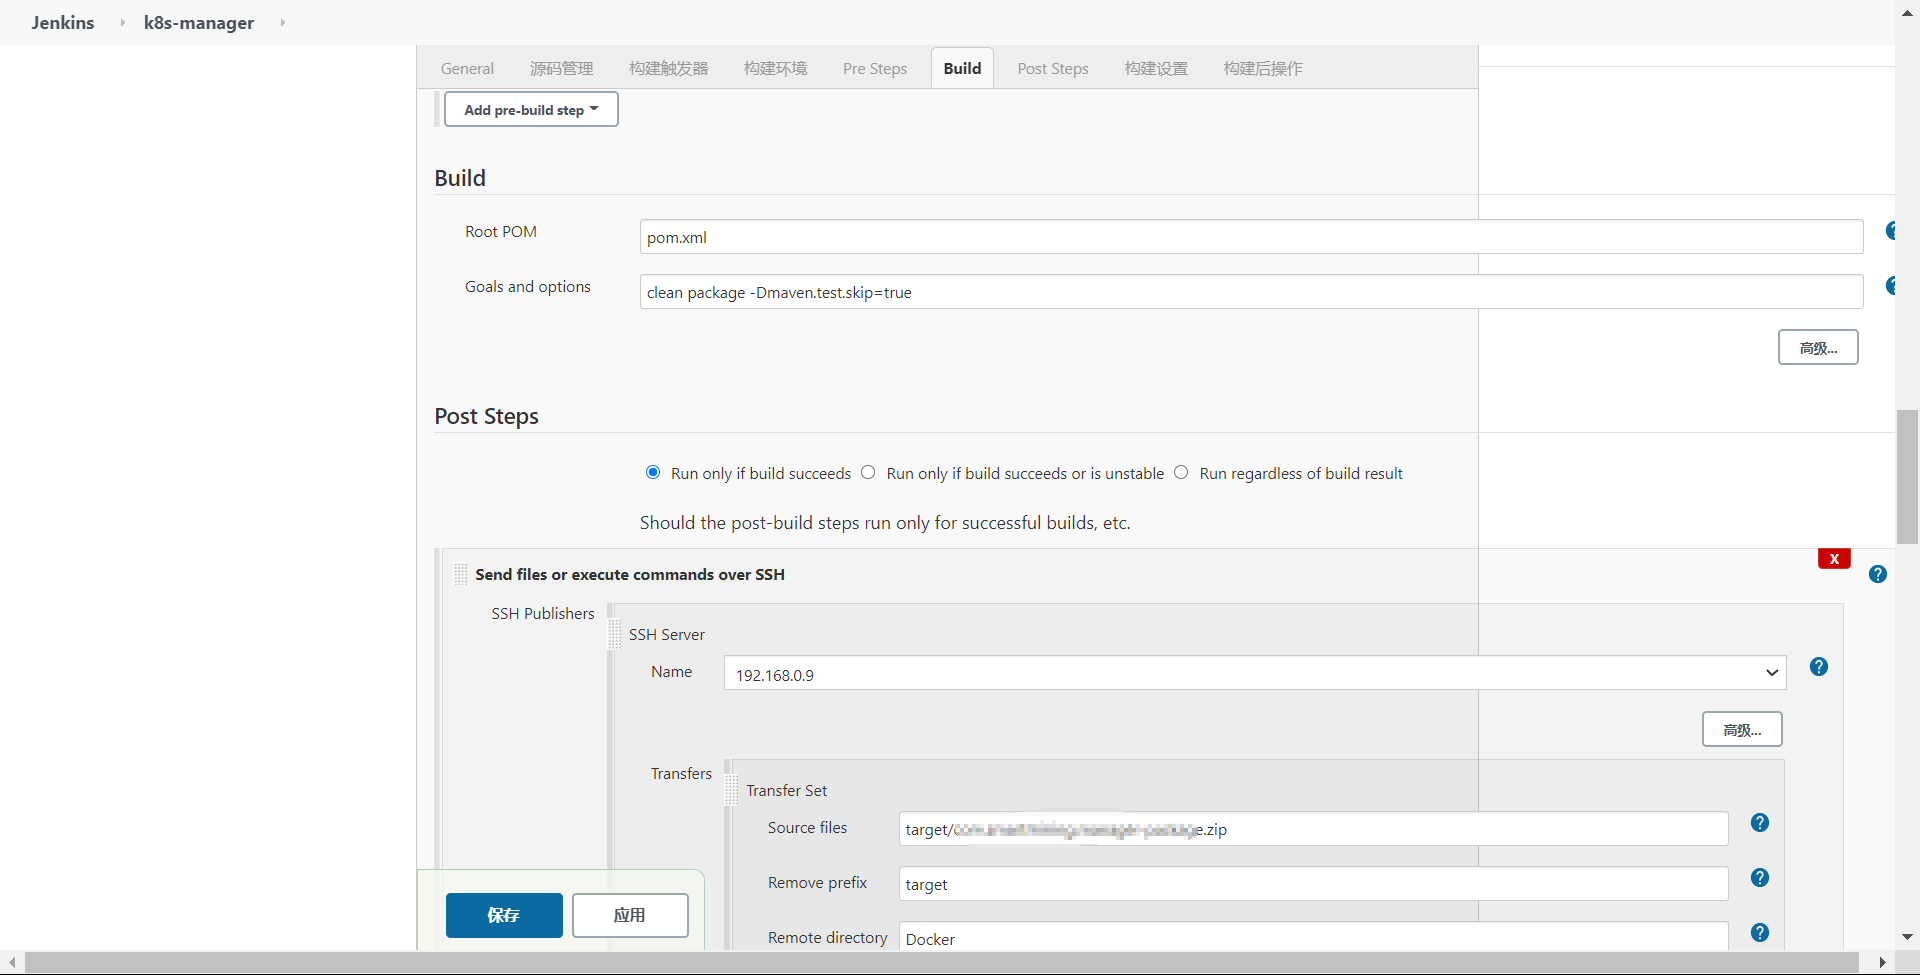 Jenkins k8s-manager
General 源码管理 构建触发器 构建环境 Pre Steps Build Post Steps 构建设置 构建后操作
Add pre-build step
Build
Root POM pom.xml
Goals and options clean package -Dmaven.test.skip=true
高级...
Post Steps
Run only if build succeeds Run only if build succeeds or is unstable Run regardless of build result
Should the post-build steps run only for successful builds, etc.
X
Send files or execute commands over SSH ?
SSH Publishers
SSH Server
Name 192.168.0.9 ?
高级...
Transfers
Transfer Set
Source files target/ e.zip ?
Remove prefix target ?
保存 应用
Remote directory Docker ?